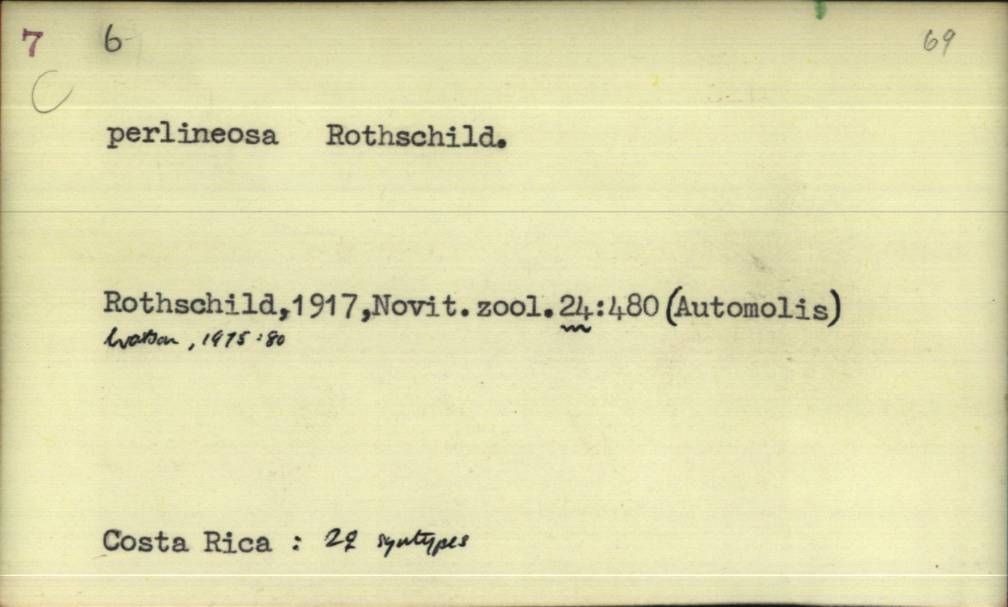 7 6 69
C
perlineosa Rothschild.
Rothschild,1917,Novit.zool.24:480(Automolis)
Watson, 1975:80
Costa Rica : 2♀ syntypes